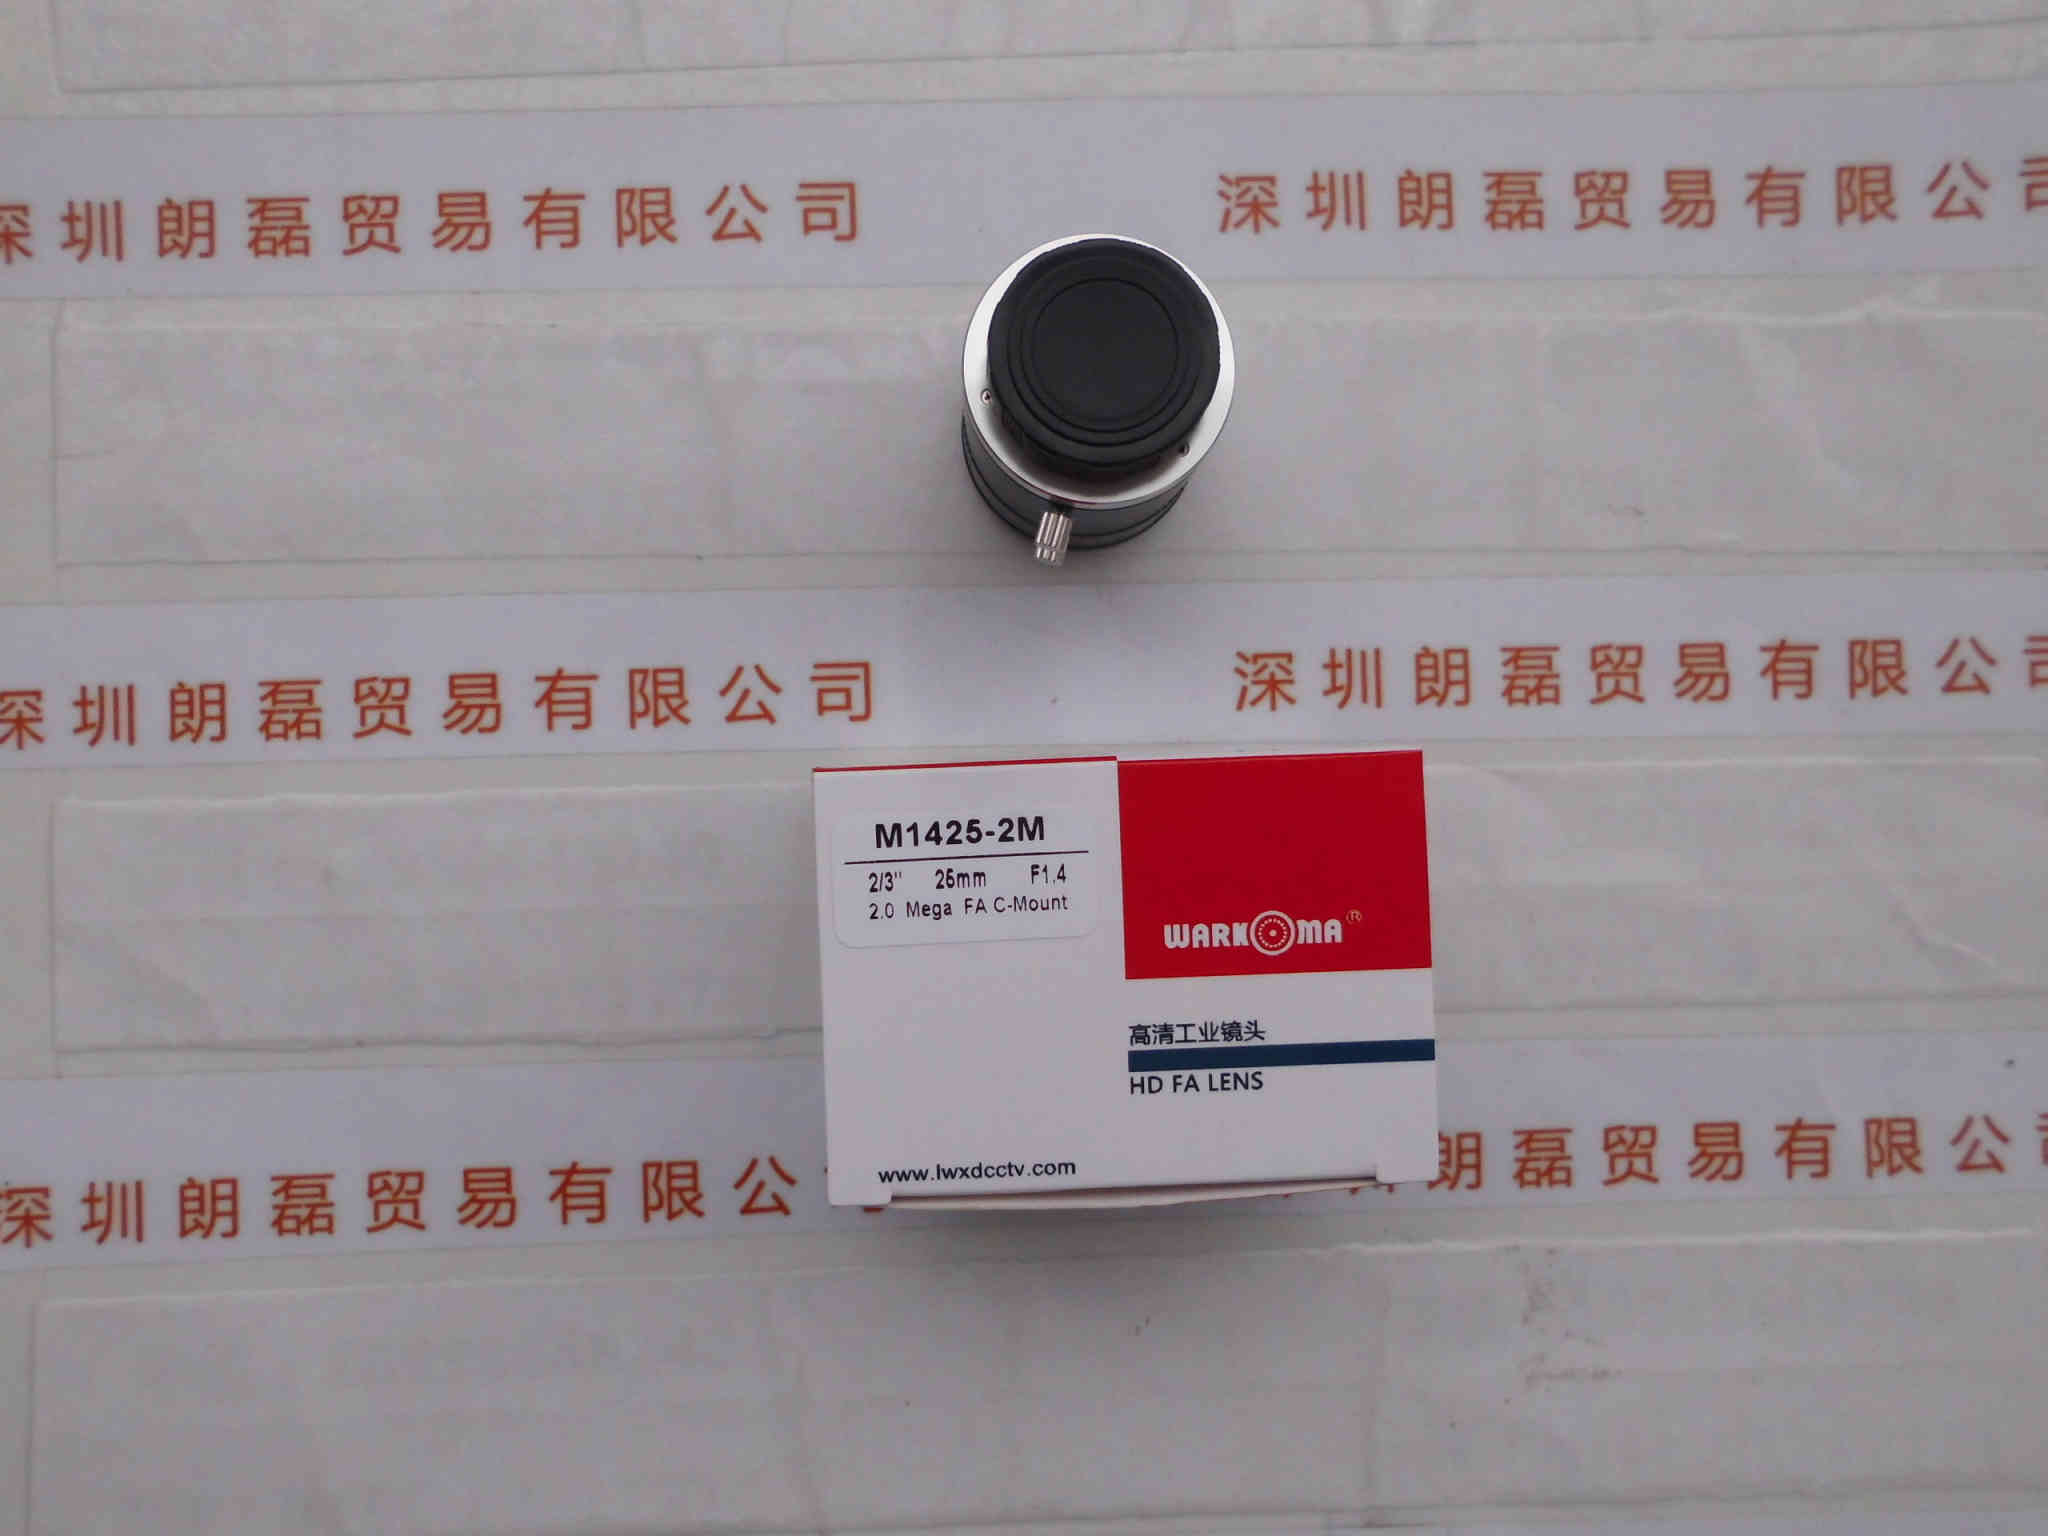 深圳朗磊贸易有限公司 深圳朗磊贸易有限公司
深圳朗磊贸易有限公司 深圳朗磊贸易有限公司
M1425-2M
2/3" 25mm F1.4
2.0 Mega FA C-Mount
WARKOMA®
高清工业镜头
HD FA LENS
www.lwxdcctv.com
深圳朗磊贸易有限公 朗磊贸易有限公司